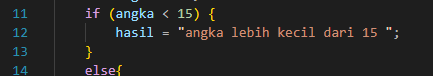 11 if (angka < 15) {
12 hasil = "angka lebih kecil dari 15 ";
13 }
14 else{